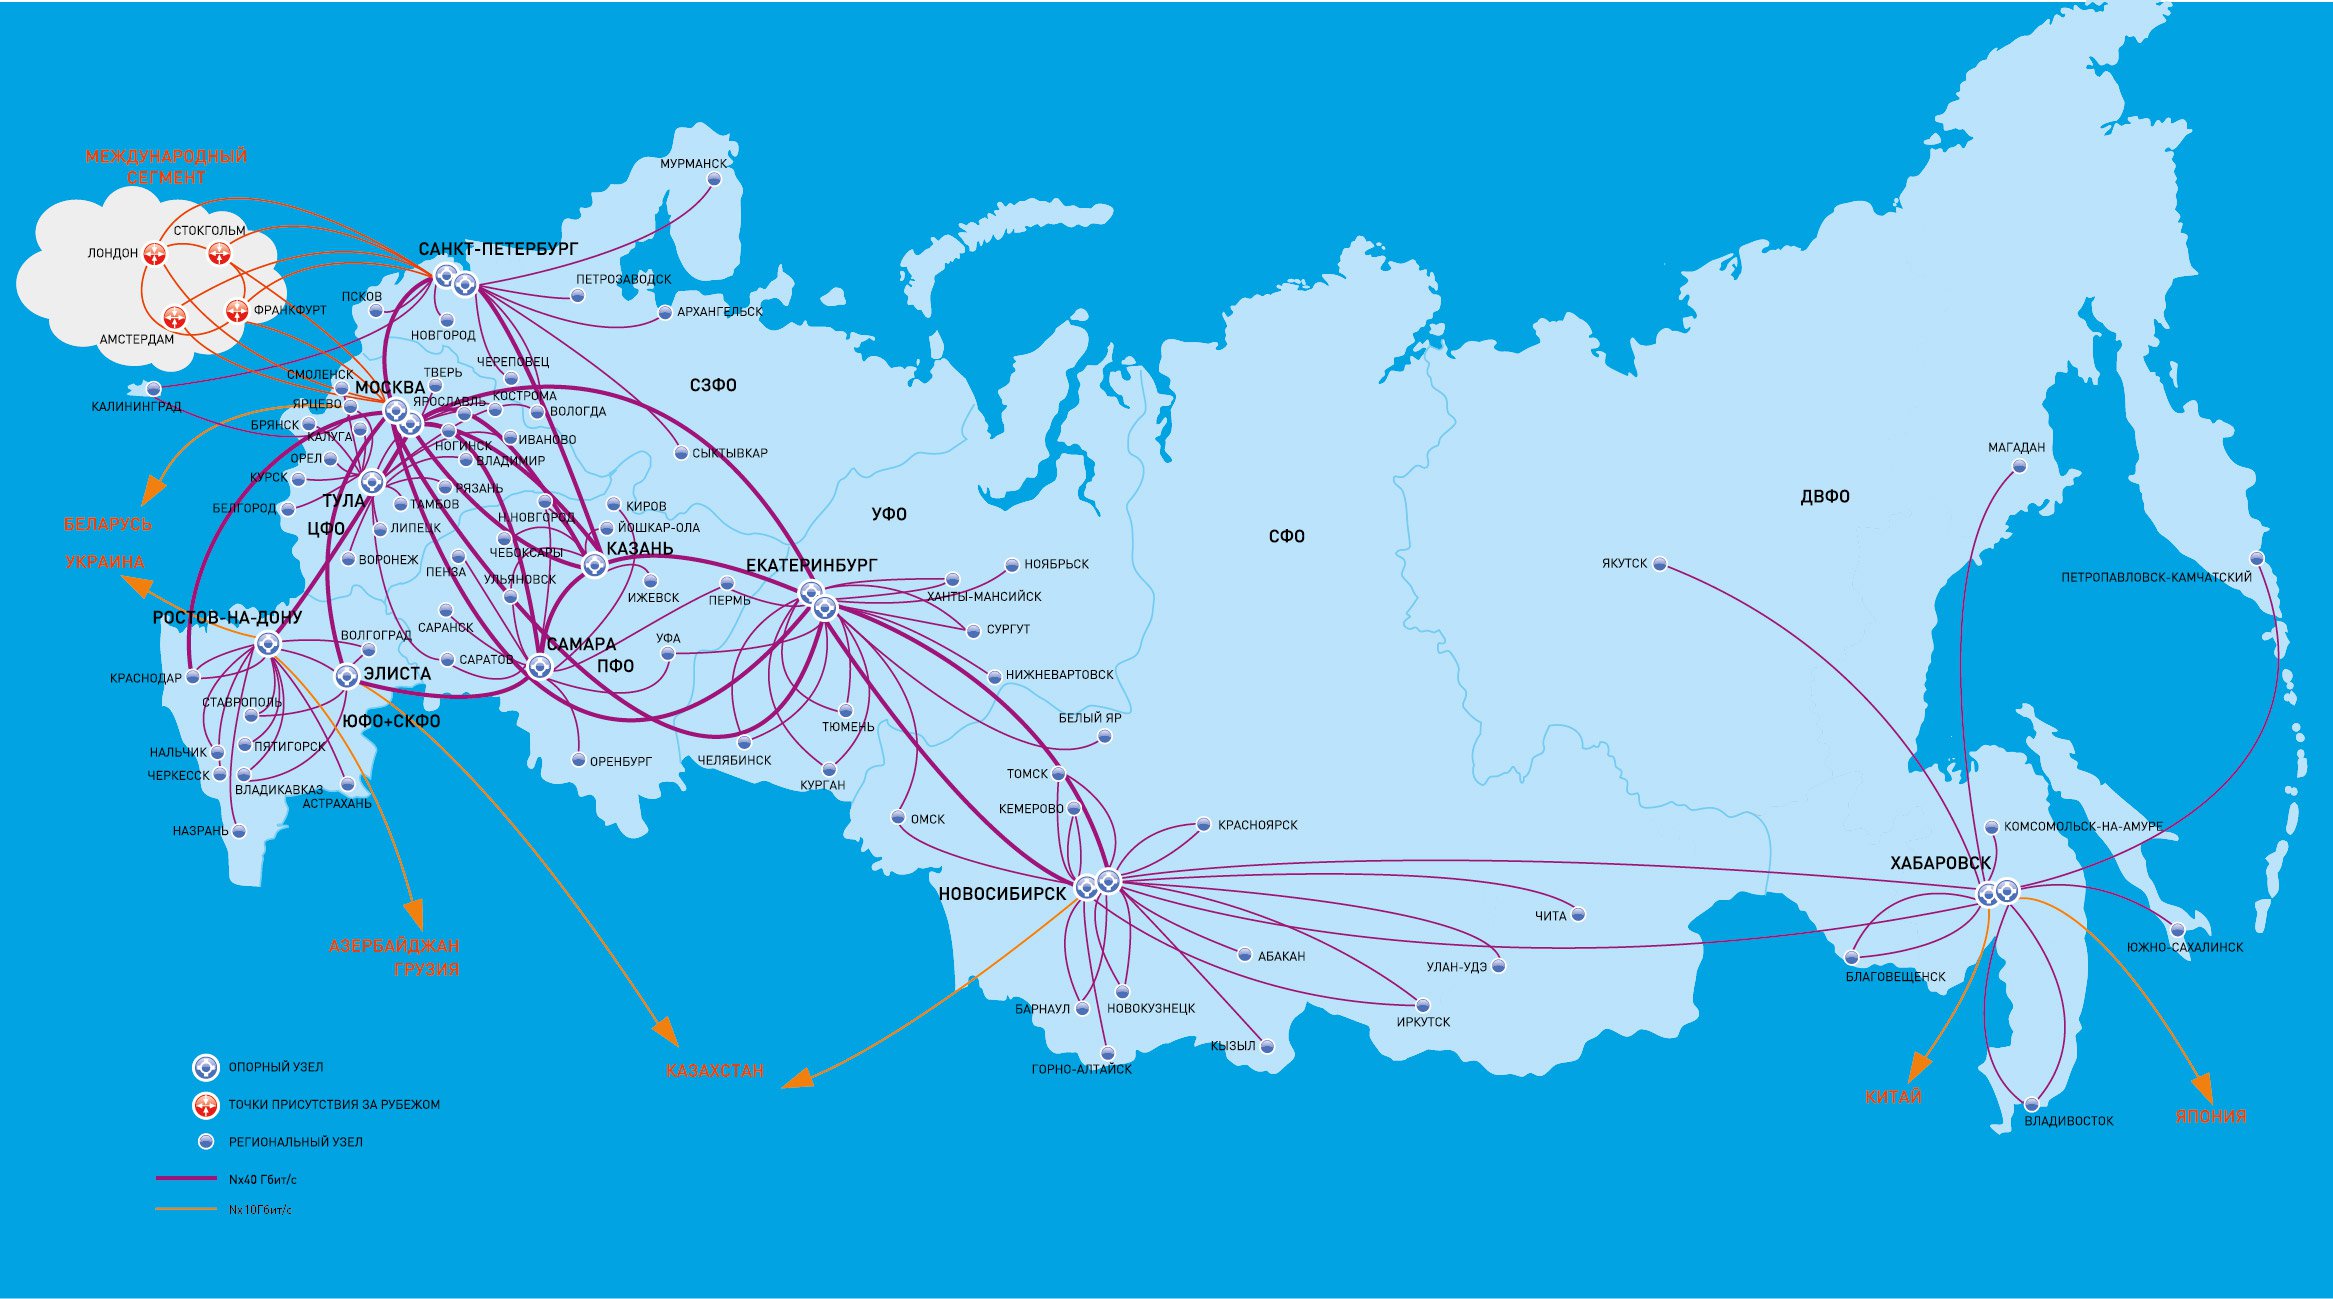 МЕЖДУНАРОДНЫЙ
СЕГМЕНТ
СТОКГОЛЬМ
ЛОНДОН
ФРАНКФУРТ
АМСТЕРДАМ
КАЛИНИНГРАД
МУРМАНСК
САНКТ-ПЕТЕРБУРГ
ПЕТРОЗАВОДСК
ПСКОВ
АРХАНГЕЛЬСК
НОВГОРОД
ЧЕРЕПОВЕЦ
СМОЛЕНСК
ТВЕРЬ
МОСКВА
СЗФО
ЯРЦЕВО
ЯРОСЛАВЛЬ
КОСТРОМА
ВОЛОГДА
БРЯНСК
КАЛУГА
НОГИНСК
ИВАНОВО
ОРЕЛ
ВЛАДИМИР
СЫКТЫВКАР
КУРСК
РЯЗАНЬ
ТУЛА
ТАМБОВ
БЕЛГОРОД
ЦФО
ЛИПЕЦК
Н.НОВГОРОД
КИРОВ
ЙОШКАР-ОЛА
БЕЛАРУСЬ
УКРАИНА
ВОРОНЕЖ
ПЕНЗА
ЧЕБОКСАРЫ
КАЗАНЬ
УЛЬЯНОВСК
ИЖЕВСК
ПЕРМЬ
ЕКАТЕРИНБУРГ
УФО
СФО
ДВФО
МАГАДАН
ЯКУТСК
ПЕТРОПАВЛОВСК-КАМЧАТСКИЙ
НОЯБРЬСК
ХАНТЫ-МАНСИЙСК
СУРГУТ
РОСТОВ-НА-ДОНУ
САРАНСК
ВОЛГОГРАД
УФА
САМАРА
ПФО
САРАТОВ
КРАСНОДАР
ЭЛИСТА
НИЖНЕВАРТОВСК
СТАВРОПОЛЬ
ЮФО+СКФО
БЕЛЫЙ ЯР
ТЮМЕНЬ
НАЛЬЧИК
ПЯТИГОРСК
ЧЕЛЯБИНСК
ОРЕНБУРГ
ЧЕРКЕССК
ВЛАДИКАВКАЗ
АСТРАХАНЬ
КУРГАН
ТОМСК
КЕМЕРОВО
НАЗРАНЬ
ОМСК
КРАСНОЯРСК
КОМСОМОЛЬСК-НА-АМУРЕ
ХАБАРОВСК
НОВОСИБИРСК
ЧИТА
АЗЕРБАЙДЖАН
ГРУЗИЯ
АБАКАН
УЛАН-УДЭ
БЛАГОВЕЩЕНСК
ЮЖНО-САХАЛИНСК
БАРНАУЛ
НОВОКУЗНЕЦК
ИРКУТСК
КЫЗЫЛ
ГОРНО-АЛТАЙСК
КАЗАХСТАН
КИТАЙ
ВЛАДИВОСТОК
ЯПОНИЯ
ОПОРНЫЙ УЗЕЛ
ТОЧКИ ПРИСУТСТВИЯ ЗА РУБЕЖОМ
РЕГИОНАЛЬНЫЙ УЗЕЛ
Nx40 Гбит/с
Nx10Гбит/с